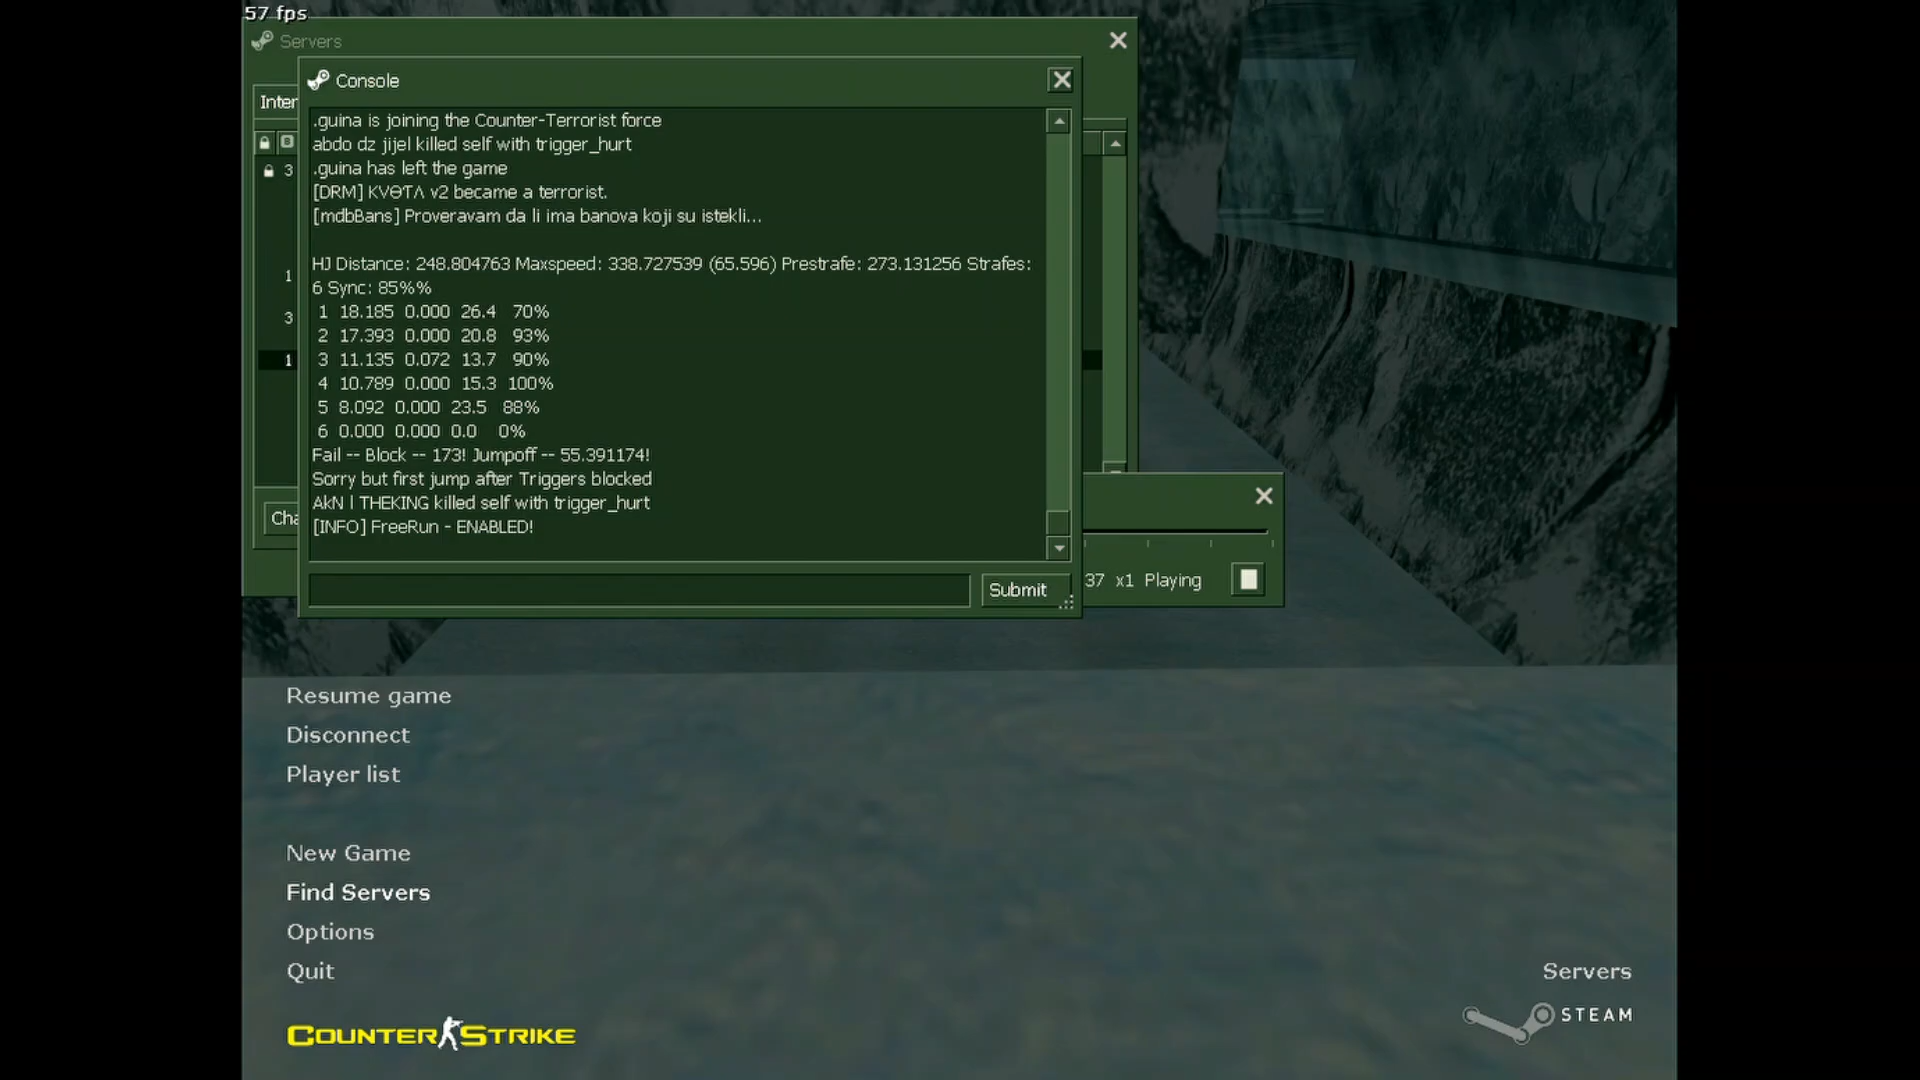 57 fps
Servers
Console
Inter
.guina is joining the Counter-Terrorist force
abdo dz jijel killed self with trigger_hurt
.guina has left the game
[DRM] KVӨTΛ v2 became a terrorist.
[mdbBans] Proveravam da li ima banova koji su istekli...
HJ Distance: 248.804763 Maxspeed: 338.727539 (65.596) Prestrafe: 273.131256 Strafes:
6 Sync: 85%%
1 18.185 0.000 26.4 70%
2 17.393 0.000 20.8 93%
3 11.135 0.072 13.7 90%
4 10.789 0.000 15.3 100%
5 8.092 0.000 23.5 88%
6 0.000 0.000 0.0 0%
Fail -- Block -- 173! Jumpoff -- 55.391174!
Sorry but first jump after Triggers blocked
AkN l THEKING killed self with trigger_hurt
[INFO] FreeRun - ENABLED!
3
1
3
1
Cha
Submit
37 x1 Playing
Resume game
Disconnect
Player list
New Game
Find Servers
Options
Quit
Servers
STEAM
COUNTER STRIKE